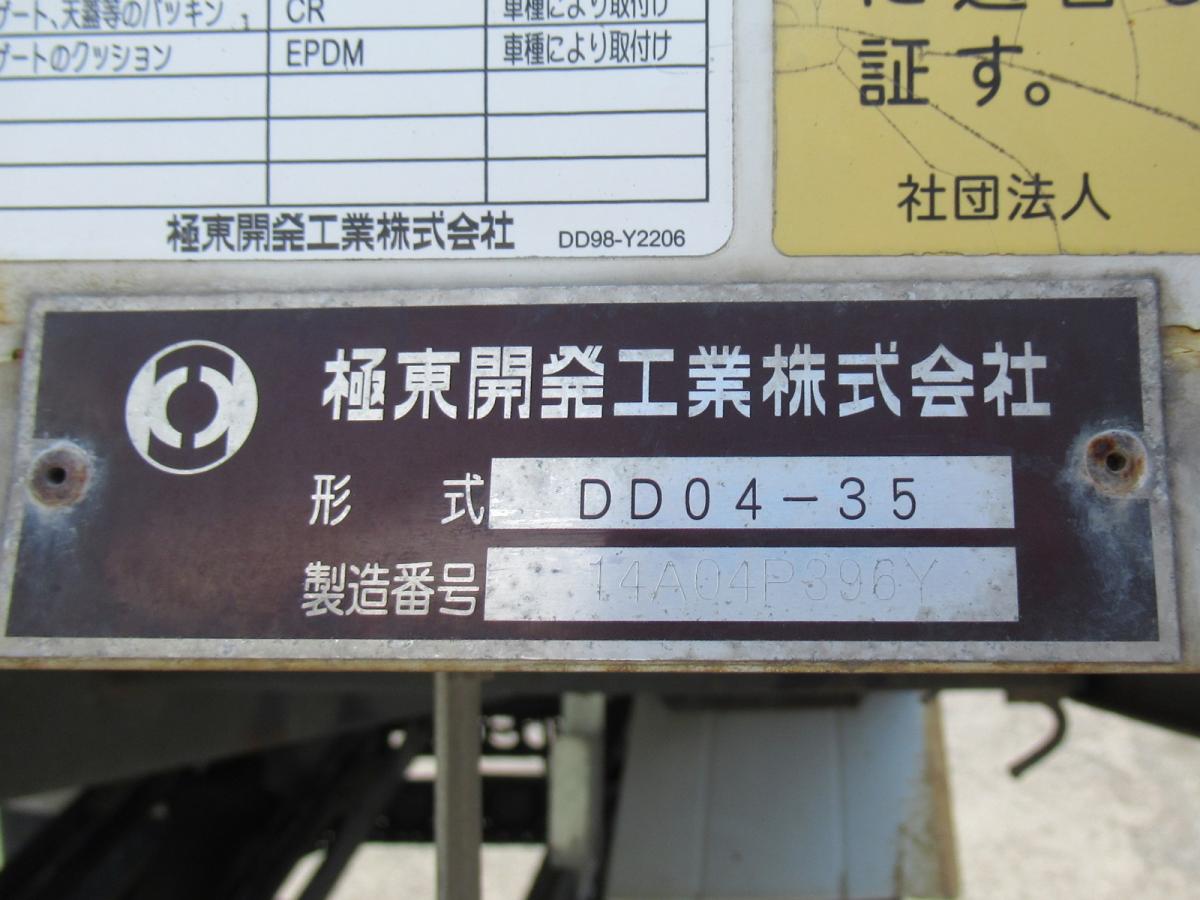 ゲート、天蓋等のパッキン CR 車種により取付け
ゲートのクッション EPDM 車種により取付け
極東開発工業株式会社 DD98-Y2206
証す。
社団法人
極東開発工業株式会社
形 式 DD04-35
製造番号 14A04P396Y